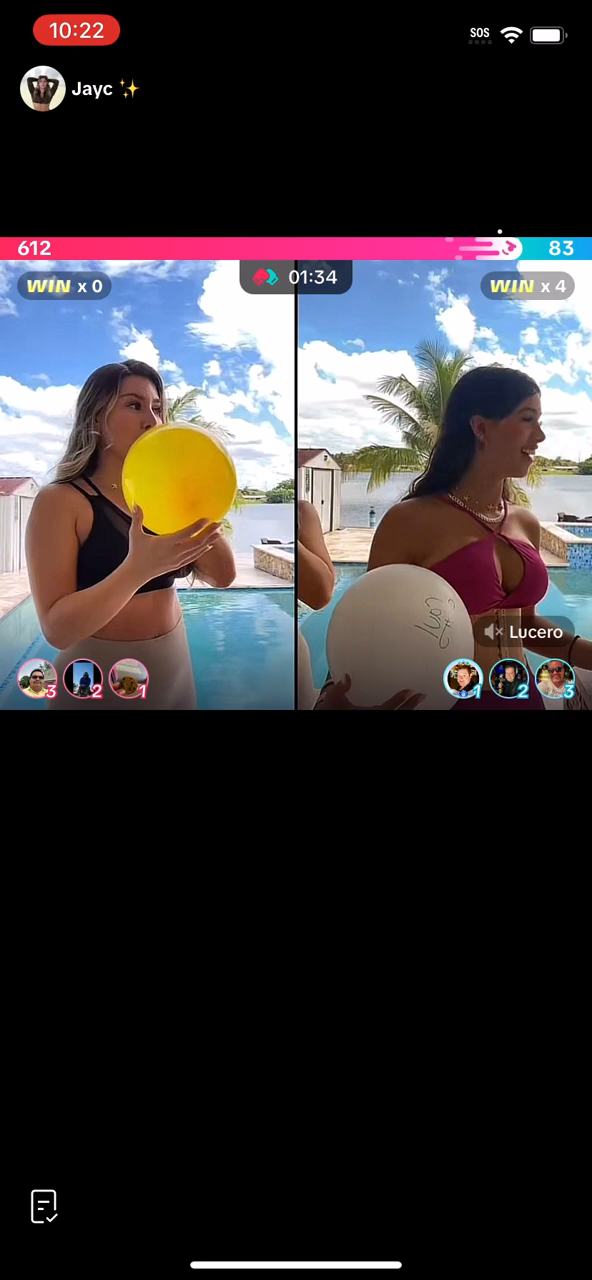 10:22
SOS
Jayc ✨
612
83
WIN x 0
01:34
WIN x 4
Lucero
3
2
1
1
2
3